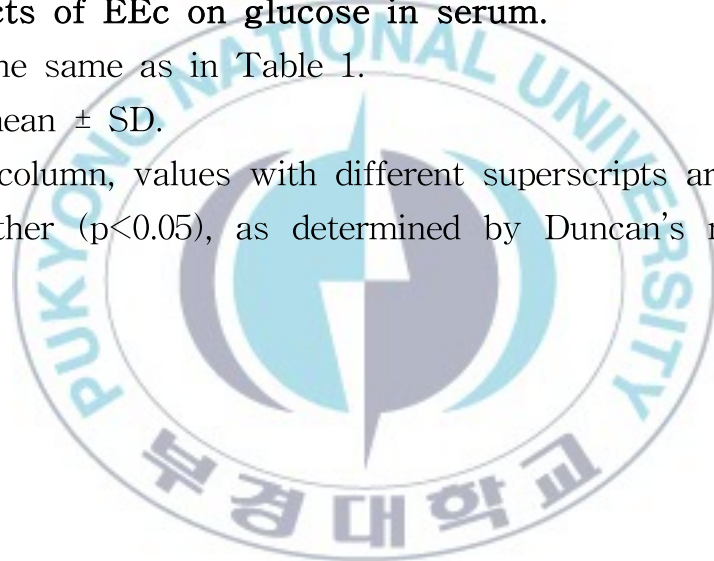 cts of EEc on glucose in serum.
ne same as in Table 1.
nean ± SD.
column, values with different superscripts ar
ther (p<0.05), as determined by Duncan's r
PUKYONG NATIONAL UNIVERSITY
부경대학교